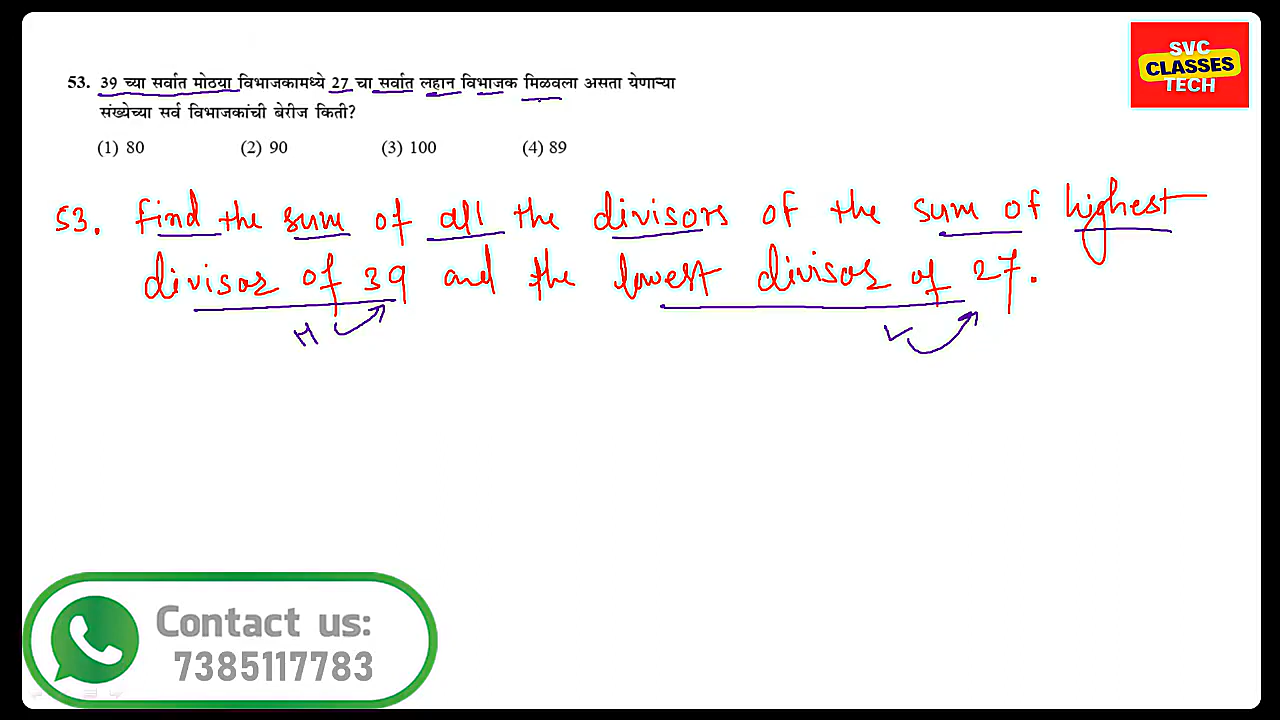 SVC
CLASSES
TECH
53. 39 च्या सर्वात मोठया विभाजकामध्ये 27 चा सर्वात लहान विभाजक मिळवला असता येणाऱ्या
संख्येच्या सर्व विभाजकांची बेरीज किती?
(1) 80 (2) 90 (3) 100 (4) 89
53. find the sum of all the divisors of the sum of highest
divisor of 39 and the lowest divisor of 27.
H
Contact us:
7385117783